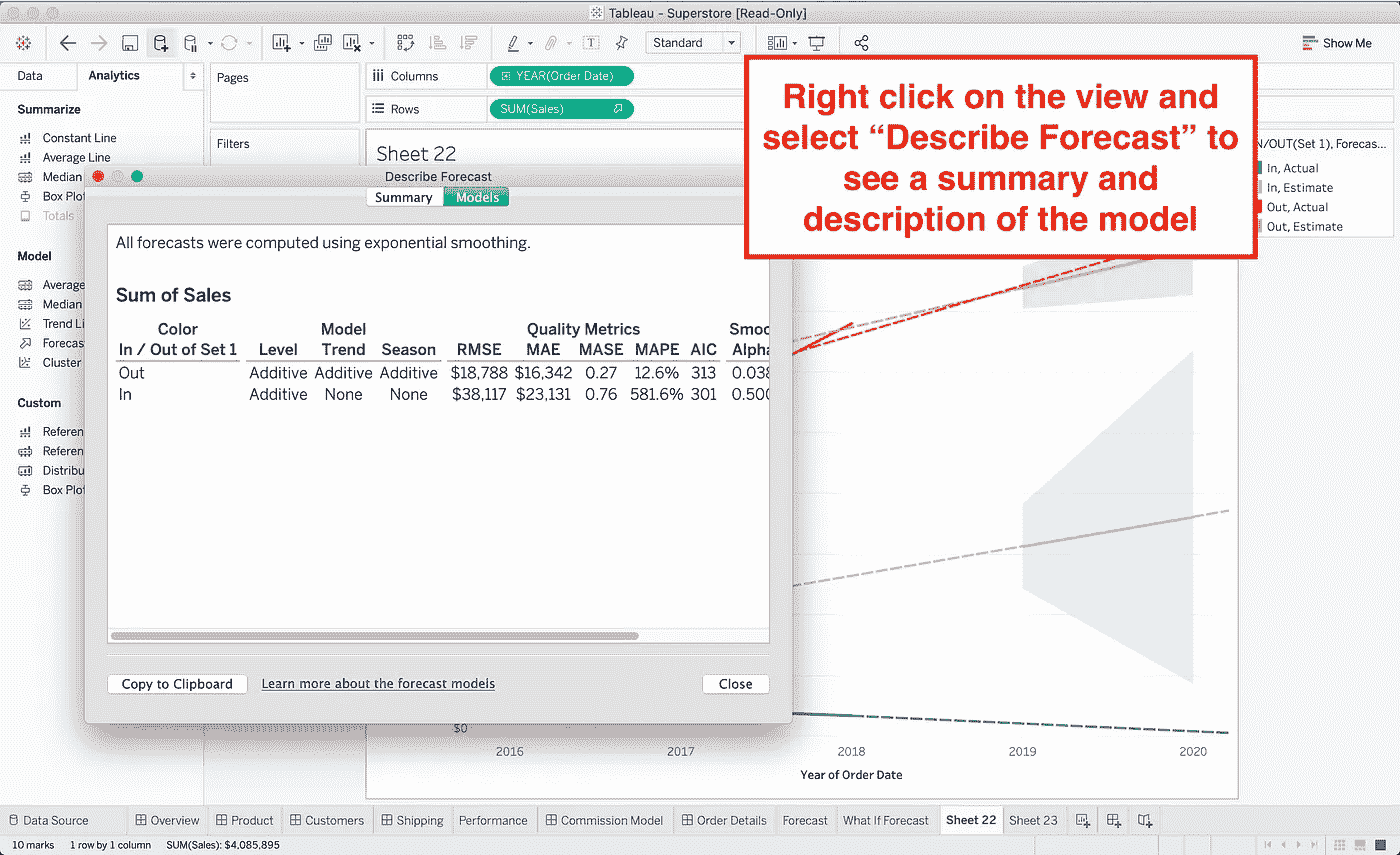 Tableau - Superstore [Read-Only]
Standard
Show Me
Data
Analytics
Pages
Columns
YEAR(Order Date)
Rows
SUM(Sales)
Filters
Summarize
Constant Line
Average Line
Median
Box Plo
Totals
Model
Average
Median
Trend Li
Forecas
Cluster
Custom
Referen
Referen
Distribu
Box Plo
Sheet 22
Right click on the view and
select “Describe Forecast” to
see a summary and
description of the model
N/OUT(Set 1), Forecas...
In, Actual
In, Estimate
Out, Actual
Out, Estimate
Describe Forecast
Summary
Models
All forecasts were computed using exponential smoothing.
Sum of Sales
Color Model Quality Metrics Smoo
In / Out of Set 1 Level Trend Season RMSE MAE MASE MAPE AIC Alpha
Out Additive Additive Additive $18,788 $16,342 0.27 12.6% 313 0.038
In Additive None None $38,117 $23,131 0.76 581.6% 301 0.500
Copy to Clipboard
Learn more about the forecast models
Close
$0
2016 2017 2018 2019 2020
Year of Order Date
Data Source Overview Product Customers Shipping Performance Commission Model Order Details Forecast What If Forecast Sheet 22 Sheet 23
10 marks 1 row by 1 column SUM(Sales): $4,085,895